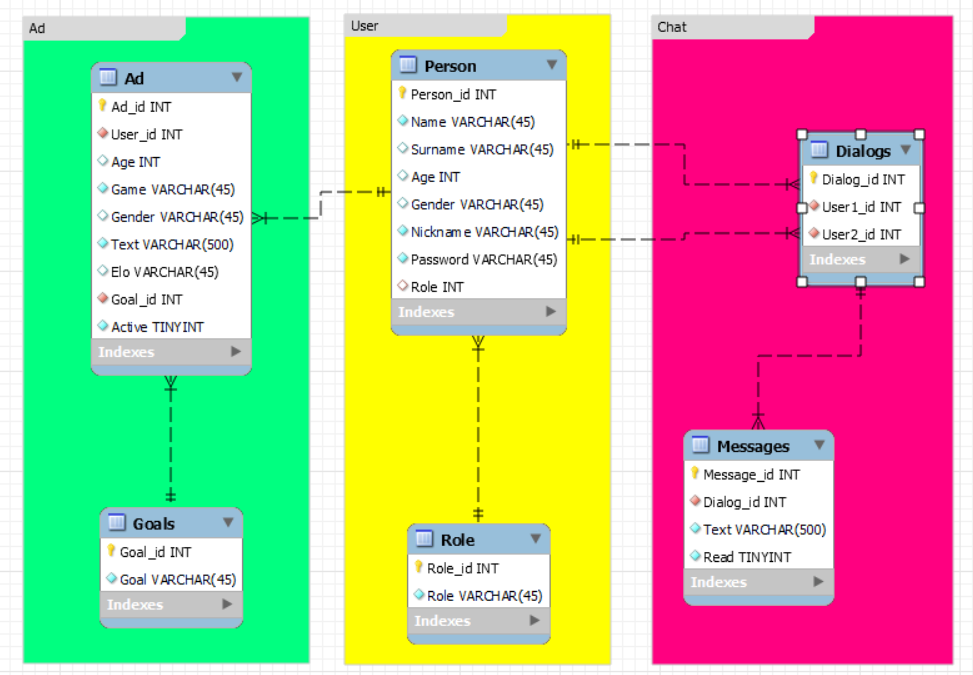 Ad
Ad
Ad_id INT
User_id INT
Age INT
Game VARCHAR(45)
Gender VARCHAR(45)
Text VARCHAR(500)
Elo VARCHAR(45)
Goal_id INT
Active TINYINT
Indexes
Goals
Goal_id INT
Goal VARCHAR(45)
Indexes
User
Person
Person_id INT
Name VARCHAR(45)
Surname VARCHAR(45)
Age INT
Gender VARCHAR(45)
Nickname VARCHAR(45)
Password VARCHAR(45)
Role INT
Indexes
Role
Role_id INT
Role VARCHAR(45)
Indexes
Chat
Dialogs
Dialog_id INT
User1_id INT
User2_id INT
Indexes
Messages
Message_id INT
Dialog_id INT
Text VARCHAR(500)
Read TINYINT
Indexes